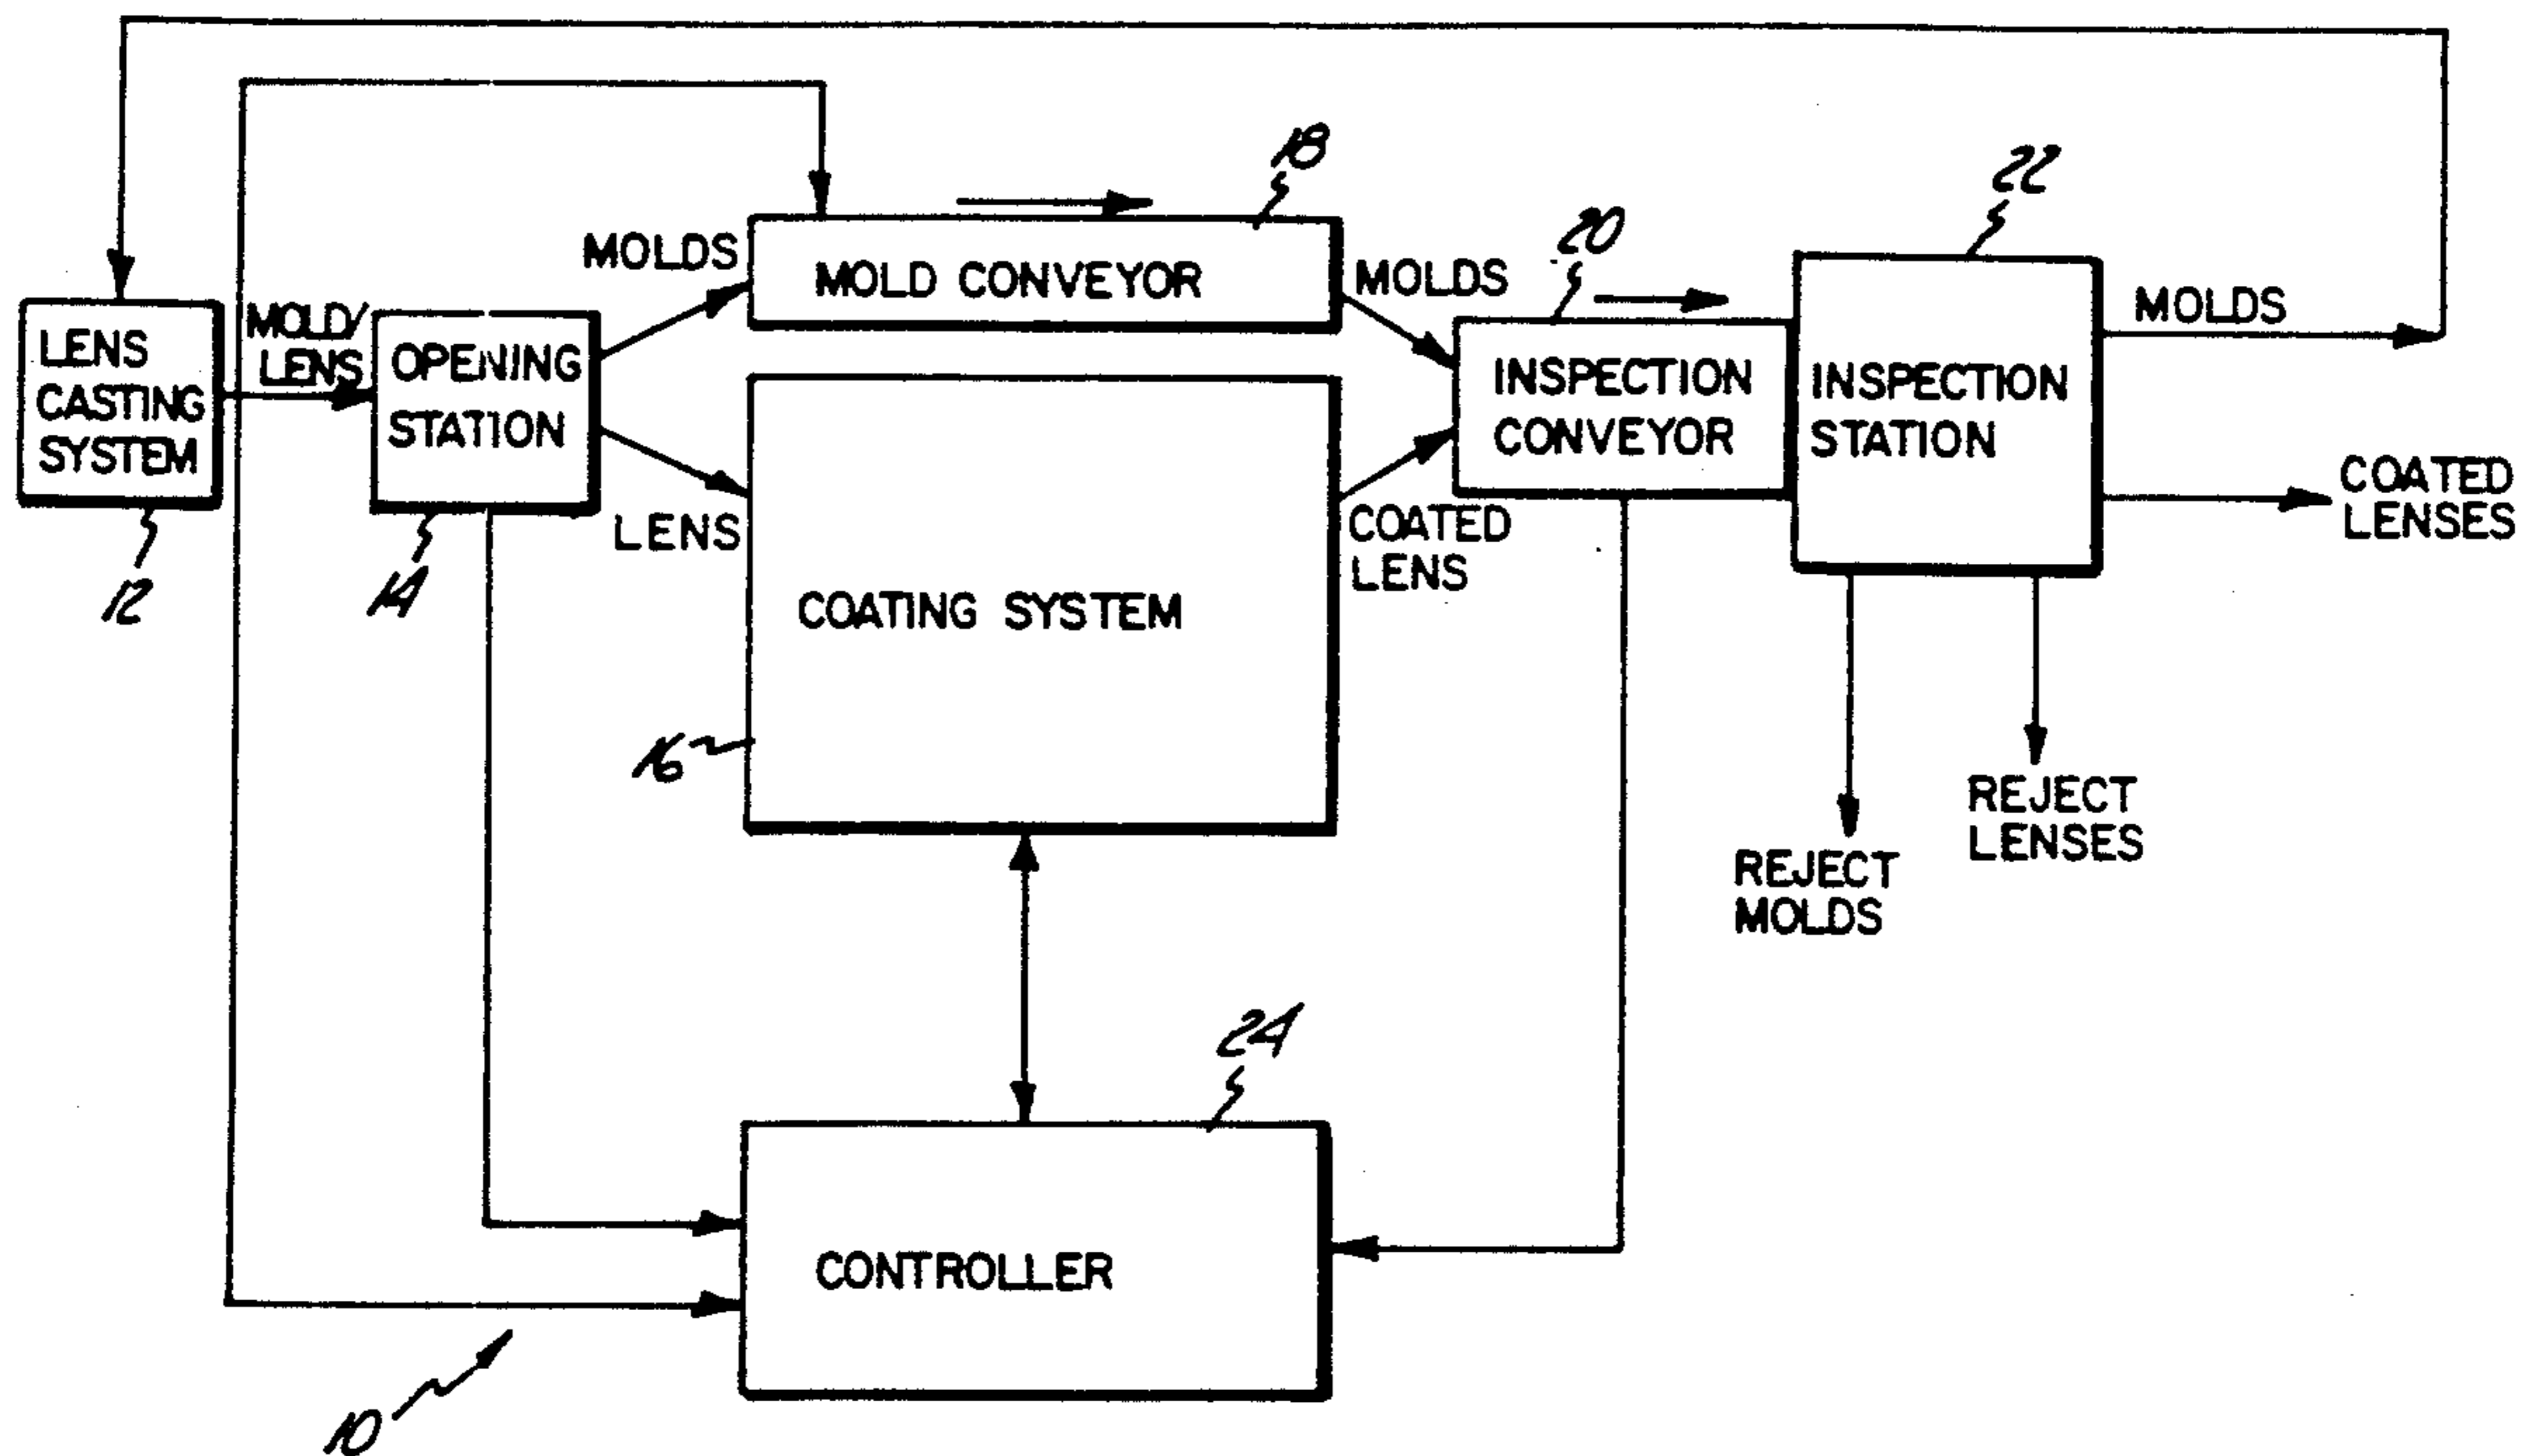 18
22
20
MOLDS
MOLD CONVEYOR
MOLDS
MOLDS
MOLD/
LENS
LENS
CASTING
SYSTEM
OPENING
STATION
INSPECTION
CONVEYOR
INSPECTION
STATION
COATED
LENSES
LENS
COATED
LENS
12
14
COATING SYSTEM
16
REJECT
LENSES
REJECT
MOLDS
24
CONTROLLER
10